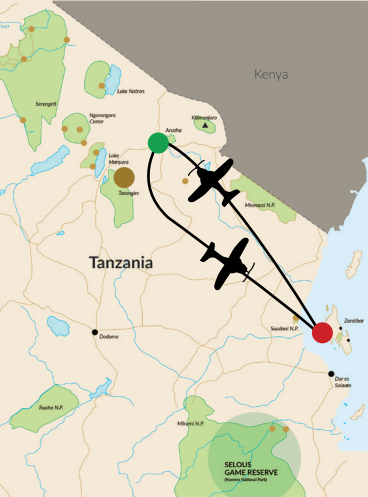 Kenya
Lake Natron
Serengeti
Ngorongoro
Crater
Arusha
Kilimanjaro
Lake
Manyara
Tarangire
Mkomazi N.P.
Tanzania
Zanzibar
Saadani N.P.
Dodoma
Dar es
Salaam
Ruaha N.P.
Mikumi N.P.
SELOUS
GAME RESERVE
(Nyerere National Park)